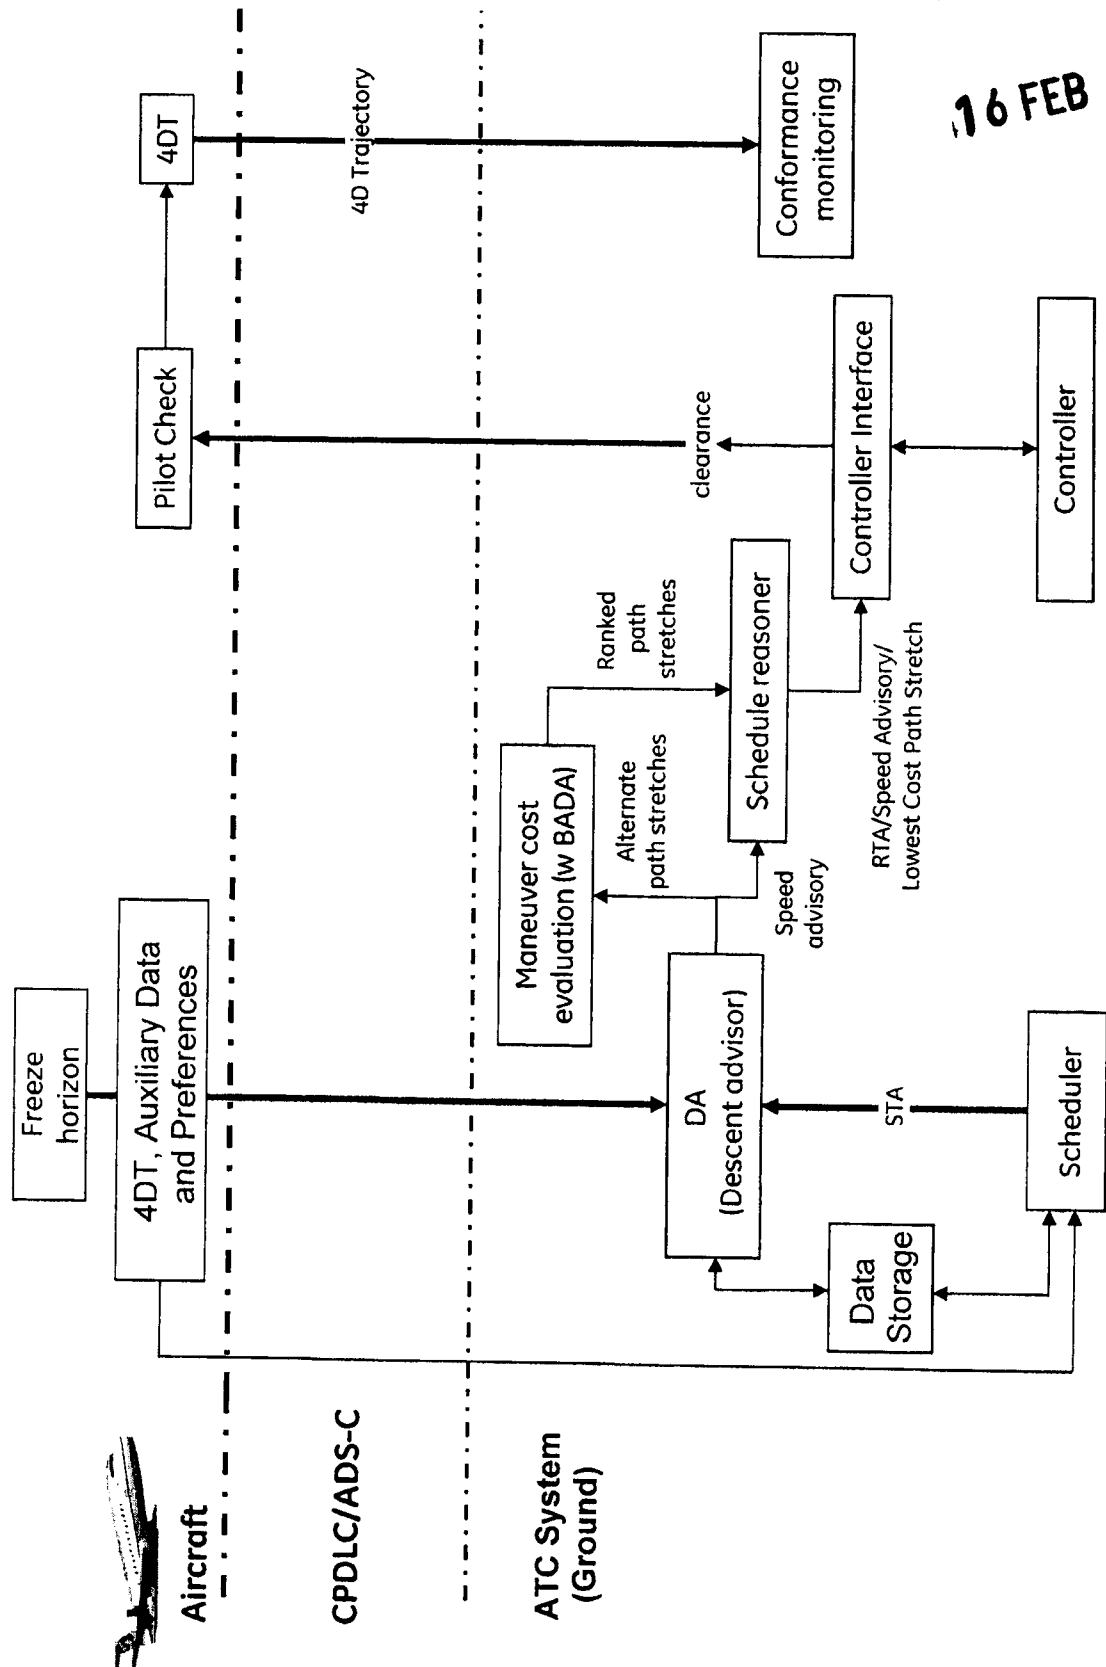 Freeze
horizon
4DT, Auxiliary Data
and Preferences
Pilot Check
4DT
Aircraft
CPDLC/ADS-C
4D Trajectory
ATC System
(Ground)
Maneuver cost
evaluation (w BADA)
Ranked
path
stretches
Alternate
path stretches
clearance
DA
(Descent advisor)
Speed
advisory
Schedule reasoner
Conformance
monitoring
Data
Storage
STA
RTA/Speed Advisory/
Lowest Cost Path Stretch
Controller Interface
Scheduler
Controller
16 FEB